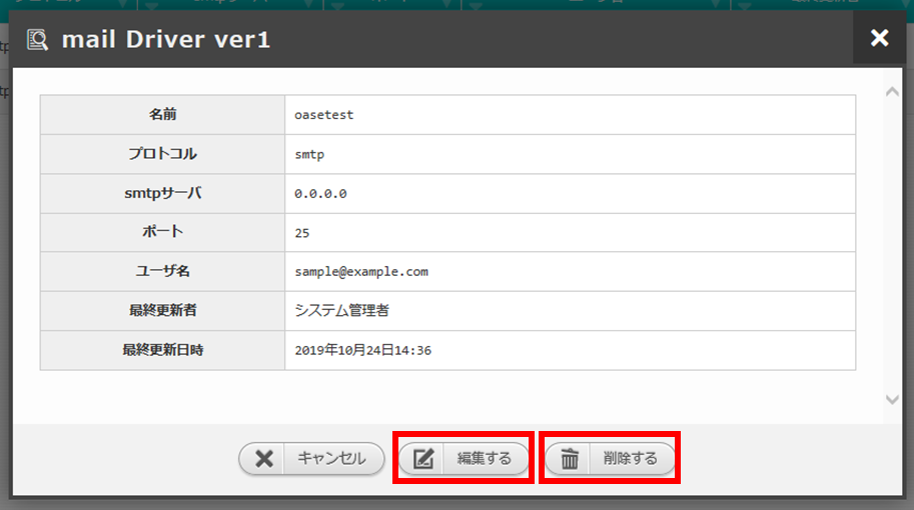 mail Driver ver1
名前 oasetest
プロトコル smtp
smtpサーバ 0.0.0.0
ポート 25
ユーザ名 sample@example.com
最終更新者 システム管理者
最終更新日時 2019年10月24日14:36
キャンセル 編集する 削除する